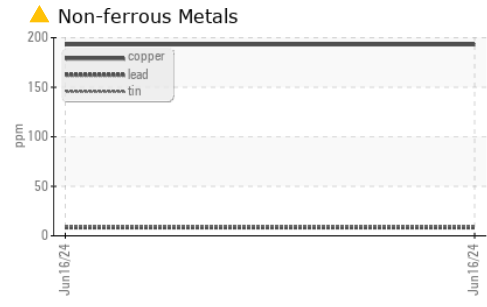 Non-ferrous Metals
200
copper
lead
150
tin
ppm
100
50
0
Jun16/24
Jun16/24